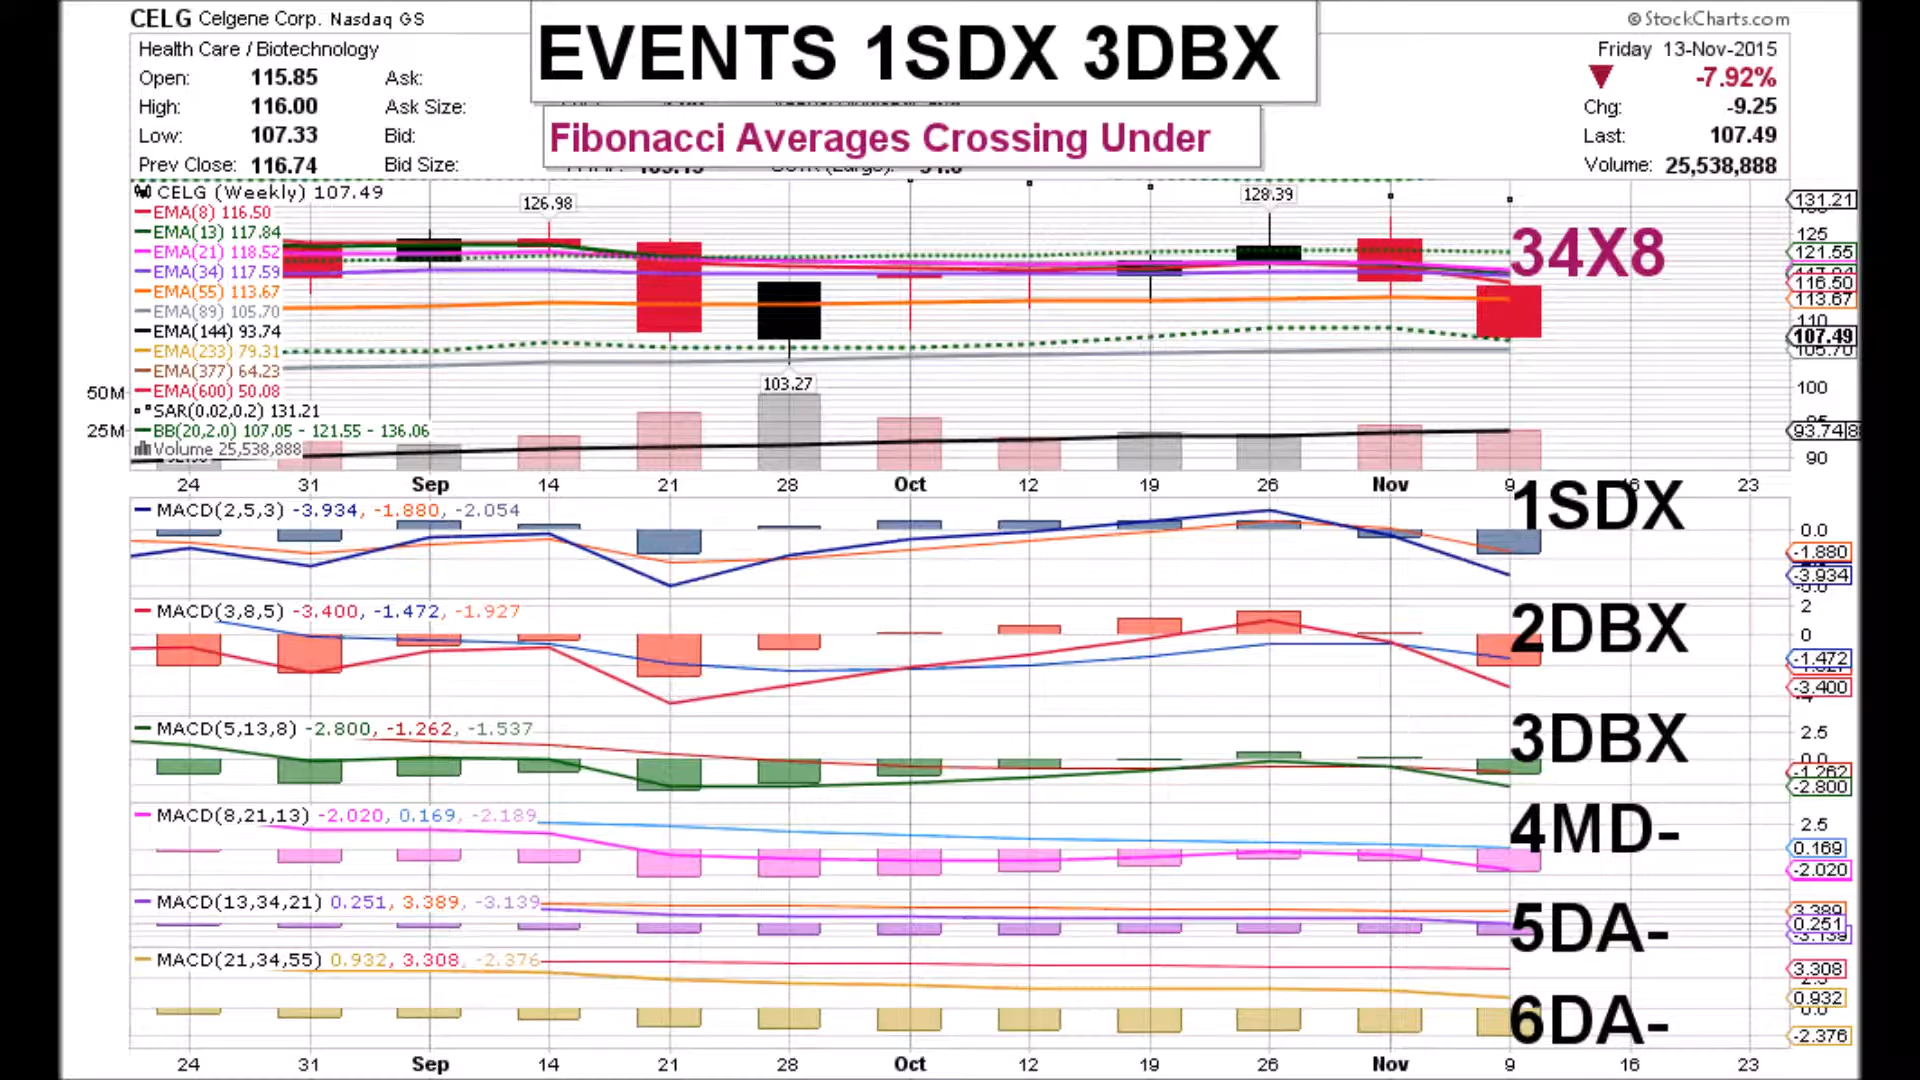 CELG Celgene Corp. Nasdaq GS
© StockCharts.com
EVENTS 1SDX 3DBX
Fibonacci Averages Crossing Under
Health Care / Biotechnology
Open: 115.85 Ask:
High: 116.00 Ask Size:
Low: 107.33 Bid:
Prev Close: 116.74 Bid Size:
Friday 13-Nov-2015
-7.92%
Chg: -9.25
Last: 107.49
Volume: 25,538,888
CELG (Weekly) 107.49
EMA(8) 116.50
EMA(13) 117.84
EMA(21) 118.52
EMA(34) 117.59
EMA(55) 113.67
EMA(89) 105.70
EMA(144) 93.74
EMA(233) 79.31
EMA(377) 64.23
EMA(600) 50.08
SAR(0.02,0.2) 131.21
BB(20,2.0) 107.05 - 121.55 - 136.06
Volume 25,538,888
50M
25M
126.98
103.27
128.39
34X8
131.21
125
121.55
116.50
113.67
110
107.49
105.70
100
93.74
90
24 31 Sep 14 21 28 Oct 12 19 26 Nov 9 16 23
MACD(2,5,3) -3.934, -1.880, -2.054
1SDX
0.0
-1.880
-3.934
MACD(3,8,5) -3.400, -1.472, -1.927
2DBX
2
0
-1.472
-3.400
MACD(5,13,8) -2.800, -1.262, -1.537
3DBX
2.5
0.0
-1.262
-2.800
MACD(8,21,13) -2.020, 0.169, -2.189
4MD-
2.5
0.169
-2.020
MACD(13,34,21) 0.251, 3.389, -3.139
5DA-
3.389
0.251
-3.139
MACD(21,34,55) 0.932, 3.308, -2.376
6DA-
3.308
0.932
0.0
-2.376
24 31 Sep 14 21 28 Oct 12 19 26 Nov 9 16 23